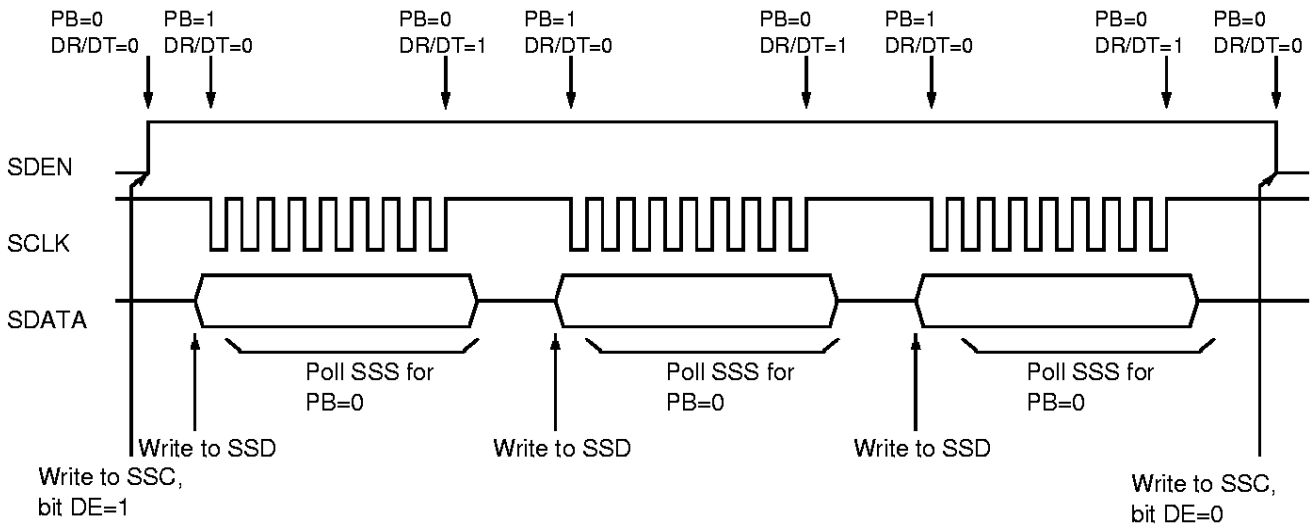 PB=0 PB=1 PB=0 PB=1 PB=0 PB=1 PB=0 PB=0
DR/DT=0 DR/DT=0 DR/DT=1 DR/DT=0 DR/DT=1 DR/DT=0 DR/DT=1 DR/DT=0
SDEN
SCLK
SDATA
Poll SSS for Poll SSS for Poll SSS for
PB=0 PB=0 PB=0
Write to SSD Write to SSD Write to SSD
Write to SSC, Write to SSC,
bit DE=1 bit DE=0